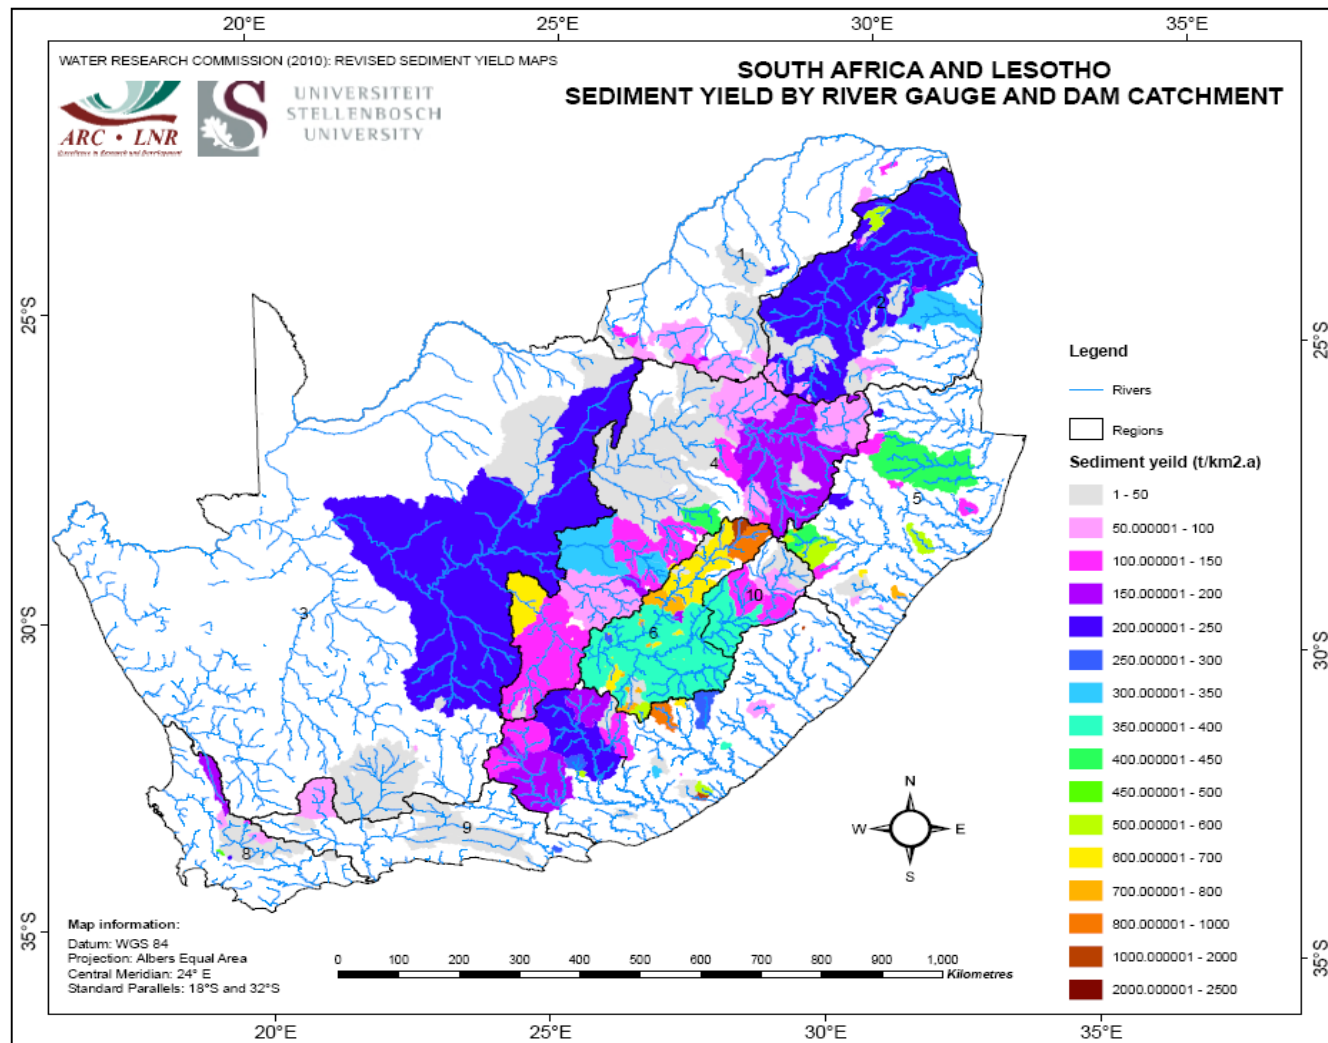 20°E 25°E 30°E 35°E
WATER RESEARCH COMMISSION (2010): REVISED SEDIMENT YIELD MAPS
SOUTH AFRICA AND LESOTHO
SEDIMENT YIELD BY RIVER GAUGE AND DAM CATCHMENT
ARC • LNR
Excellence in Research and Development
UNIVERSITEIT
STELLENBOSCH
UNIVERSITY
1
2
25°S
25°S
Legend
Rivers
Regions
Sediment yeild (t/km2.a)
1 - 50
50.000001 - 100
100.000001 - 150
150.000001 - 200
200.000001 - 250
250.000001 - 300
300.000001 - 350
350.000001 - 400
400.000001 - 450
450.000001 - 500
500.000001 - 600
600.000001 - 700
700.000001 - 800
800.000001 - 1000
1000.000001 - 2000
2000.000001 - 2500
4
5
10
3
6
30°S
30°S
9
8
N
W E
S
35°S
35°S
Map information:
Datum: WGS 84
Projection: Albers Equal Area
Central Meridian: 24° E
Standard Parallels: 18°S and 32°S
0 100 200 300 400 500 600 700 800 900 1,000
Kilometres
20°E 25°E 30°E 35°E